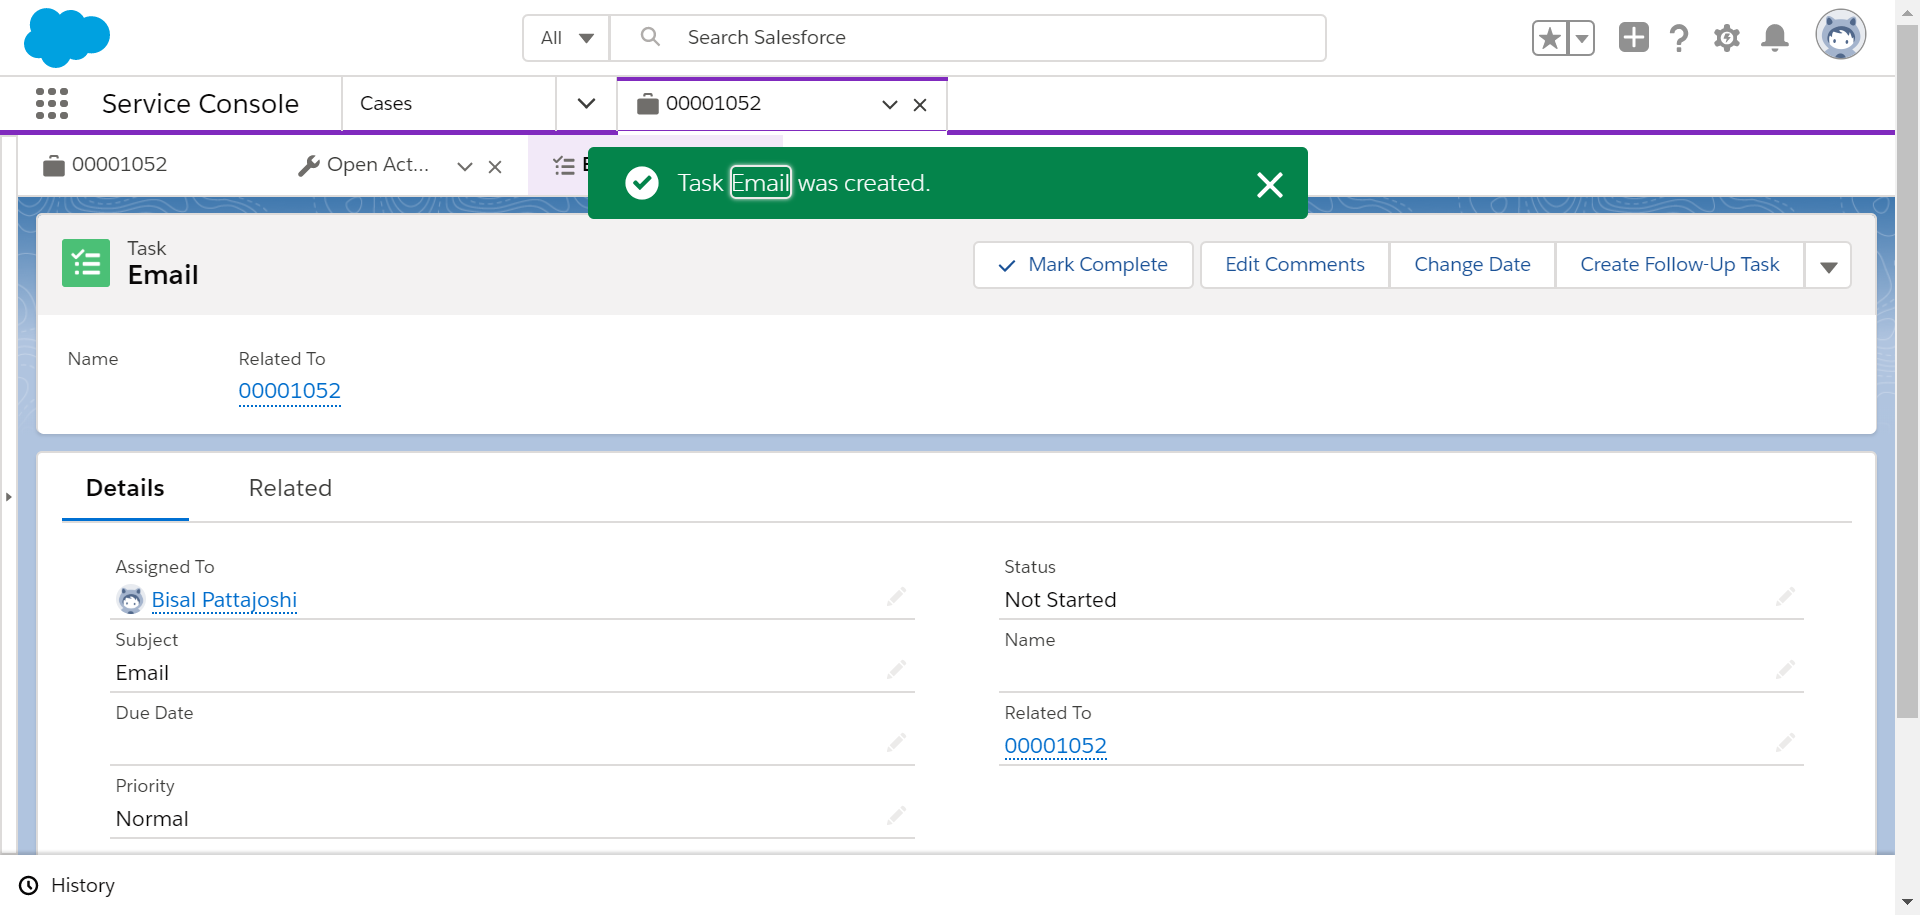 All
Search Salesforce
Service Console
Cases
00001052
00001052
Open Act...
Task Email was created.
Task
Email
Mark Complete
Edit Comments
Change Date
Create Follow-Up Task
Name
Related To
00001052
Details
Related
Assigned To
Bisal Pattajoshi
Status
Not Started
Subject
Email
Name
Due Date
Related To
00001052
Priority
Normal
History